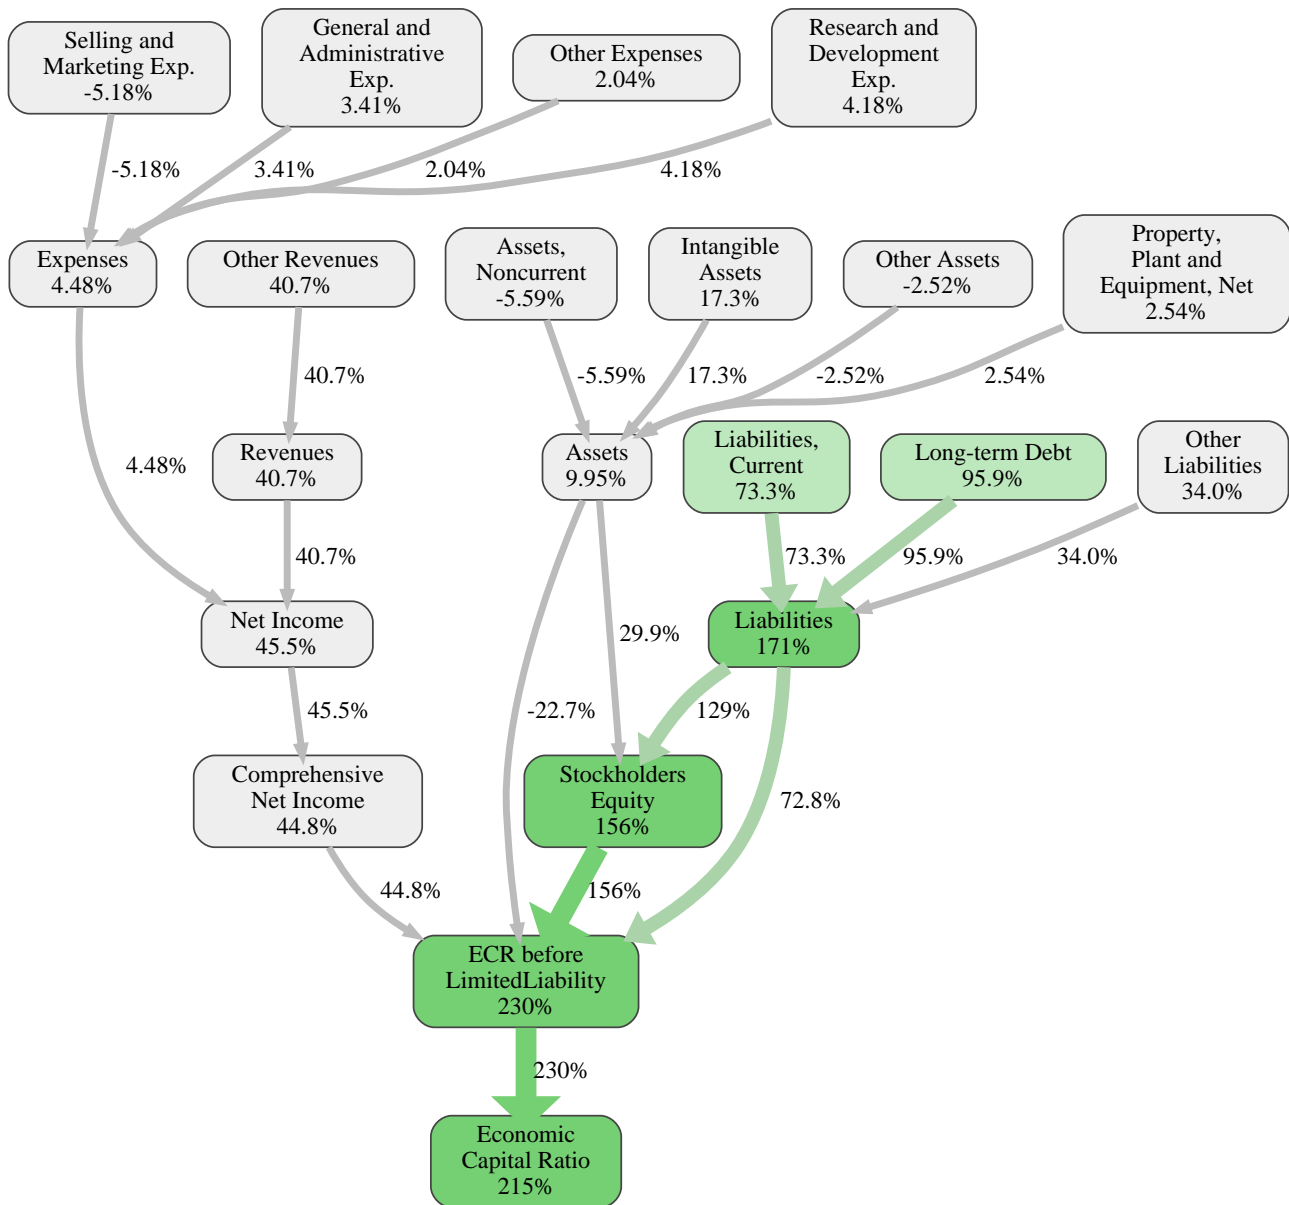 Selling and
Marketing Exp.
-5.18%
General and
Administrative
Exp.
3.41%
Other Expenses
2.04%
Research and
Development
Exp.
4.18%
-5.18%
3.41%
2.04%
4.18%
Expenses
4.48%
Other Revenues
40.7%
Assets,
Noncurrent
-5.59%
Intangible
Assets
17.3%
Other Assets
-2.52%
Property,
Plant and
Equipment, Net
2.54%
40.7%
-5.59%
17.3%
-2.52%
2.54%
4.48%
Revenues
40.7%
Assets
9.95%
Liabilities,
Current
73.3%
Long-term Debt
95.9%
Other
Liabilities
34.0%
40.7%
73.3%
95.9%
34.0%
Net Income
45.5%
29.9%
Liabilities
171%
45.5%
-22.7%
129%
Comprehensive
Net Income
44.8%
Stockholders
Equity
156%
72.8%
44.8%
156%
ECR before
LimitedLiability
230%
230%
Economic
Capital Ratio
215%